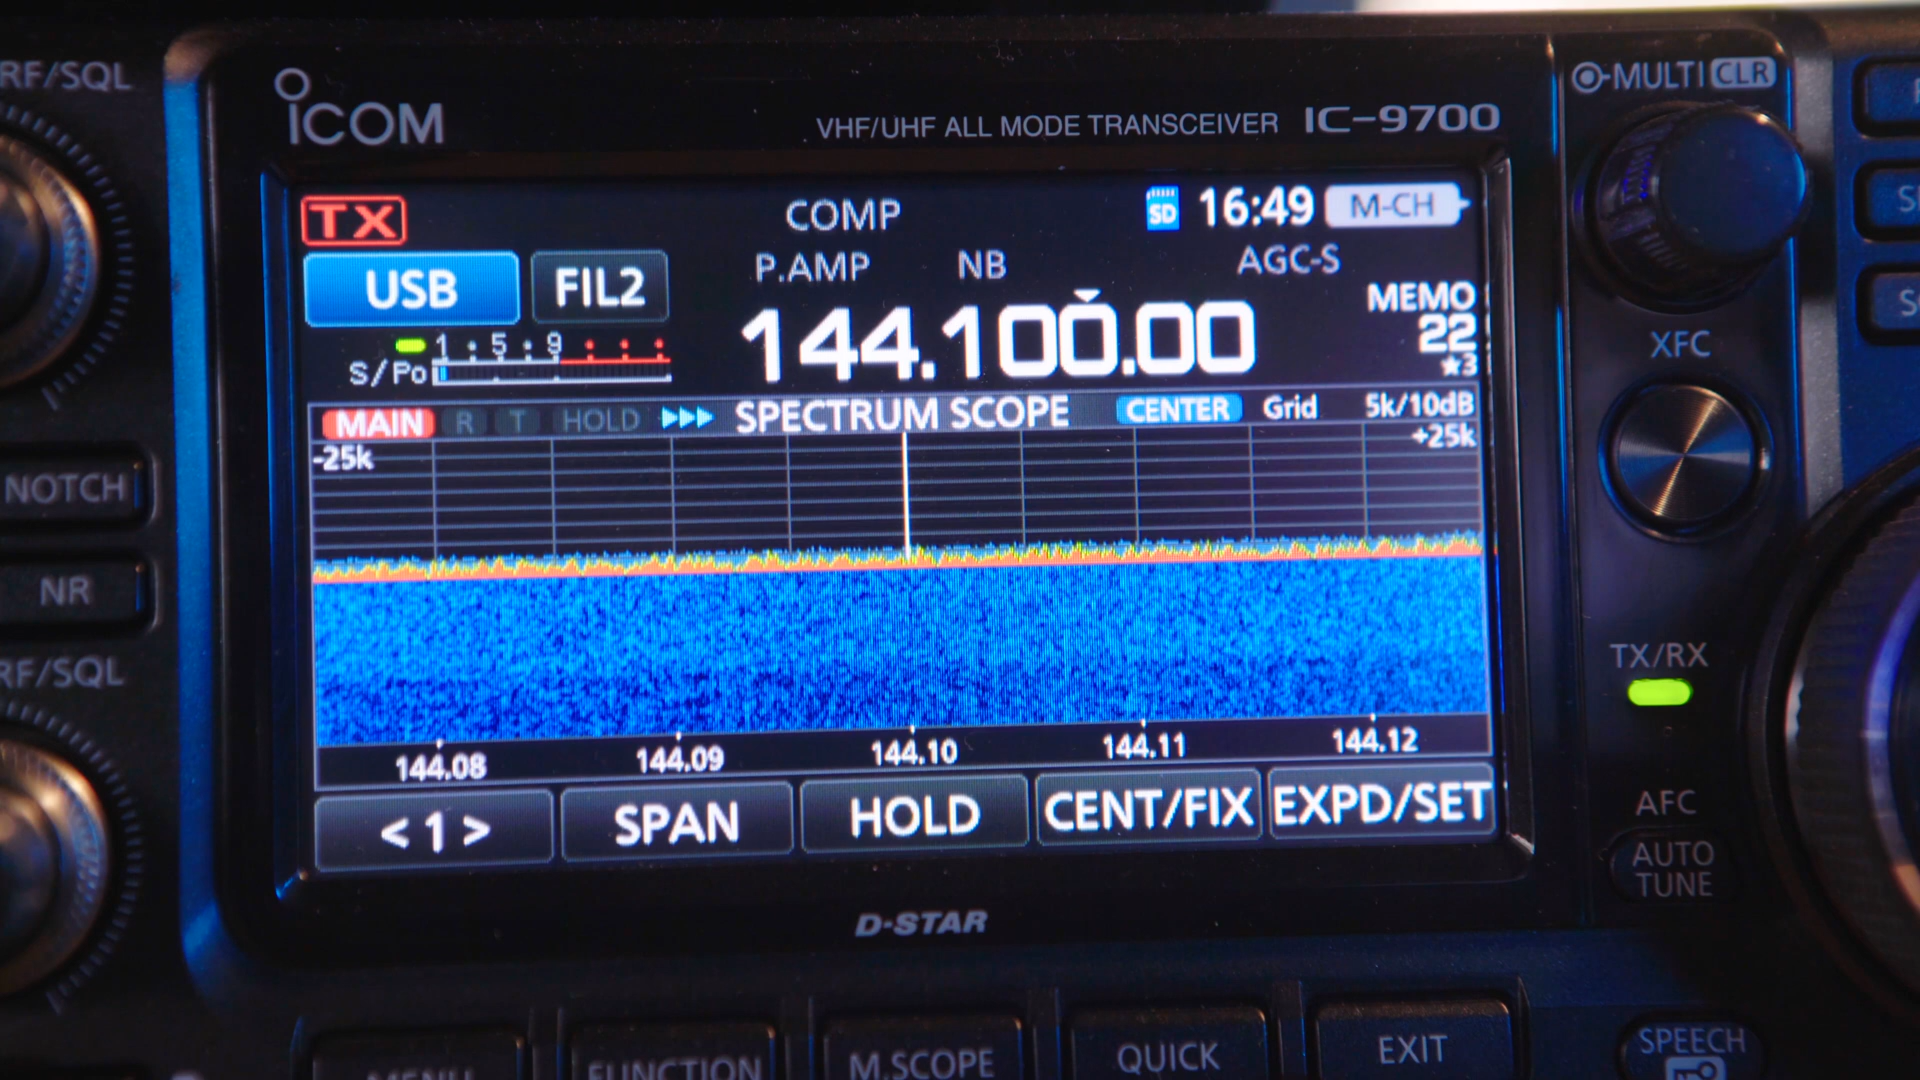 RF/SQL
ICOM
VHF/UHF ALL MODE TRANSCEIVER IC-9700
MULTI CLR
TX COMP SD 16:49 M-CH
USB FIL2 P.AMP NB AGC-S
144.100.00 MEMO
22
★3
1 : 5 : 9
S/Po
XFC
MAIN R T HOLD ▶▶▶ SPECTRUM SCOPE CENTER Grid 5k/10dB
-25k +25k
NOTCH
NR
RF/SQL
TX/RX
144.08 144.09 144.10 144.11 144.12
<1> SPAN HOLD CENT/FIX EXPD/SET
AFC
AUTO
TUNE
D-STAR
MENU FUNCTION M.SCOPE QUICK EXIT
SPEECH